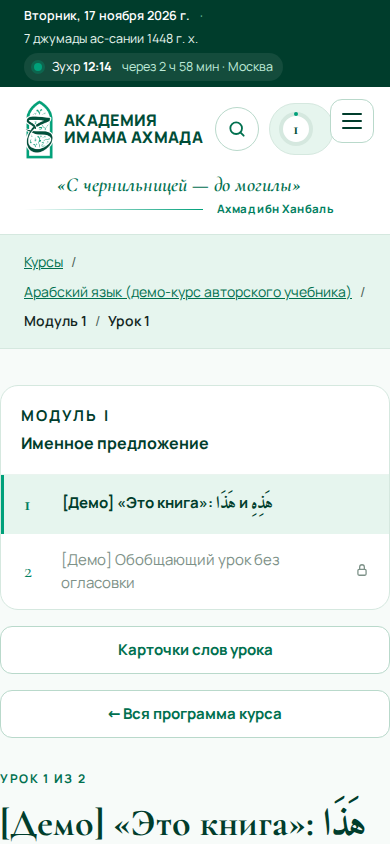 Вторник, 17 ноября 2026 г. ·
7 джумады ас-сании 1448 г. х.
Зухр 12:14 через 2 ч 58 мин · Москва
АКАДЕМИЯ
ИМАМА АХМАДА
1
«С чернильницей — до могилы»
Ахмад ибн Ханбаль
Курсы /
Арабский язык (демо-курс авторского учебника) /
Модуль 1 / Урок 1
МОДУЛЬ 1
Именное предложение
1 [Демо] «Это книга»: هَٰذَا и هَٰذِهِ
2 [Демо] Обобщающий урок без
огласовки
Карточки слов урока
← Вся программа курса
УРОК 1 ИЗ 2
[Демо] «Это книга»: هَٰذَا